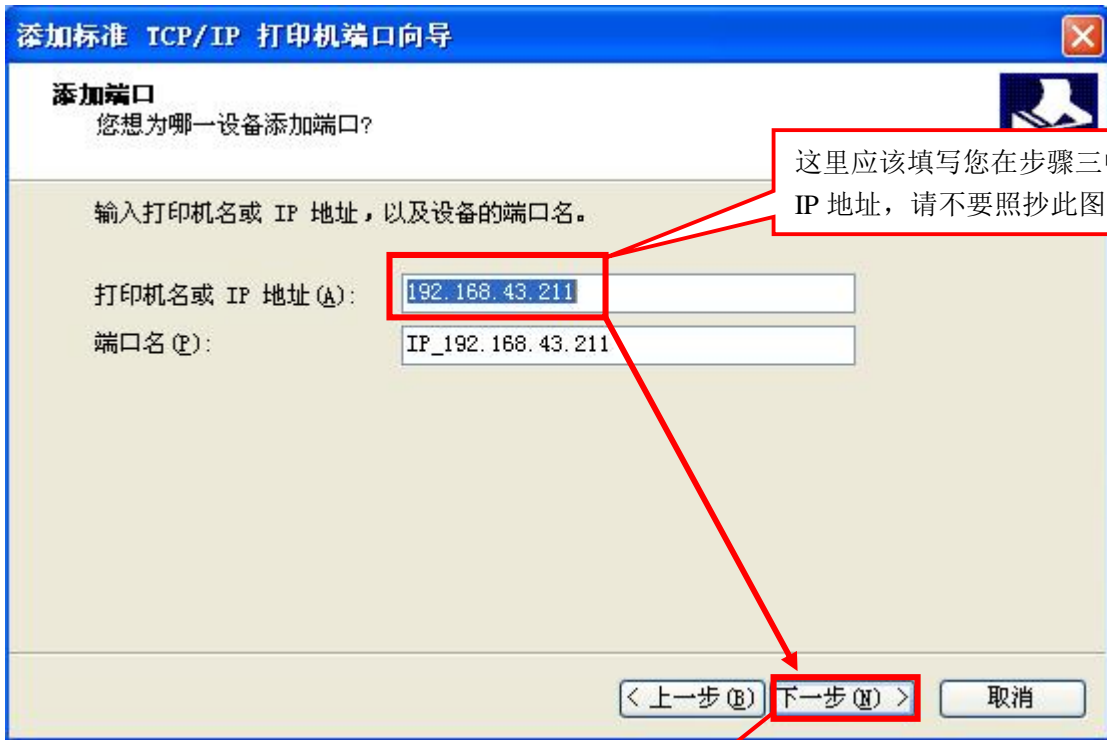 添加标准 TCP/IP 打印机端口向导
添加端口
您想为哪一设备添加端口?
这里应该填写您在步骤三
IP 地址，请不要照抄此图
输入打印机名或 IP 地址，以及设备的端口名。
打印机名或 IP 地址(A):
192.168.43.211
端口名(P):
IP_192.168.43.211
< 上一步(B)
下一步(N) >
取消